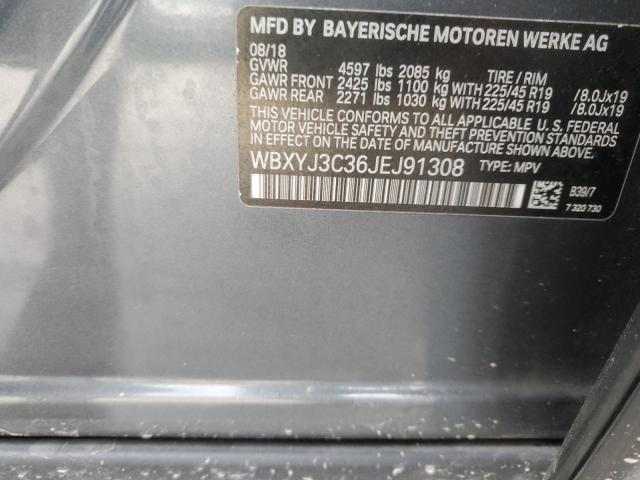 MFD BY BAYERISCHE MOTOREN WERKE AG
08/18
GVWR 4597 lbs 2085 kg TIRE / RIM
GAWR FRONT 2425 lbs 1100 kg WITH 225/45 R19 /8.0Jx19
GAWR REAR 2271 lbs 1030 kg WITH 225/45 R19 /8.0Jx19
THIS VEHICLE CONFORMS TO ALL APPLICABLE U.S. FEDERAL
MOTOR VEHICLE SAFETY STANDARDS IN EFFECT ON THE DATE
OF MANUFACTURE SHOWN ABOVE.
WBXYJ3C36JEJ91308 TYPE: MPV
B39/7
7 320 730